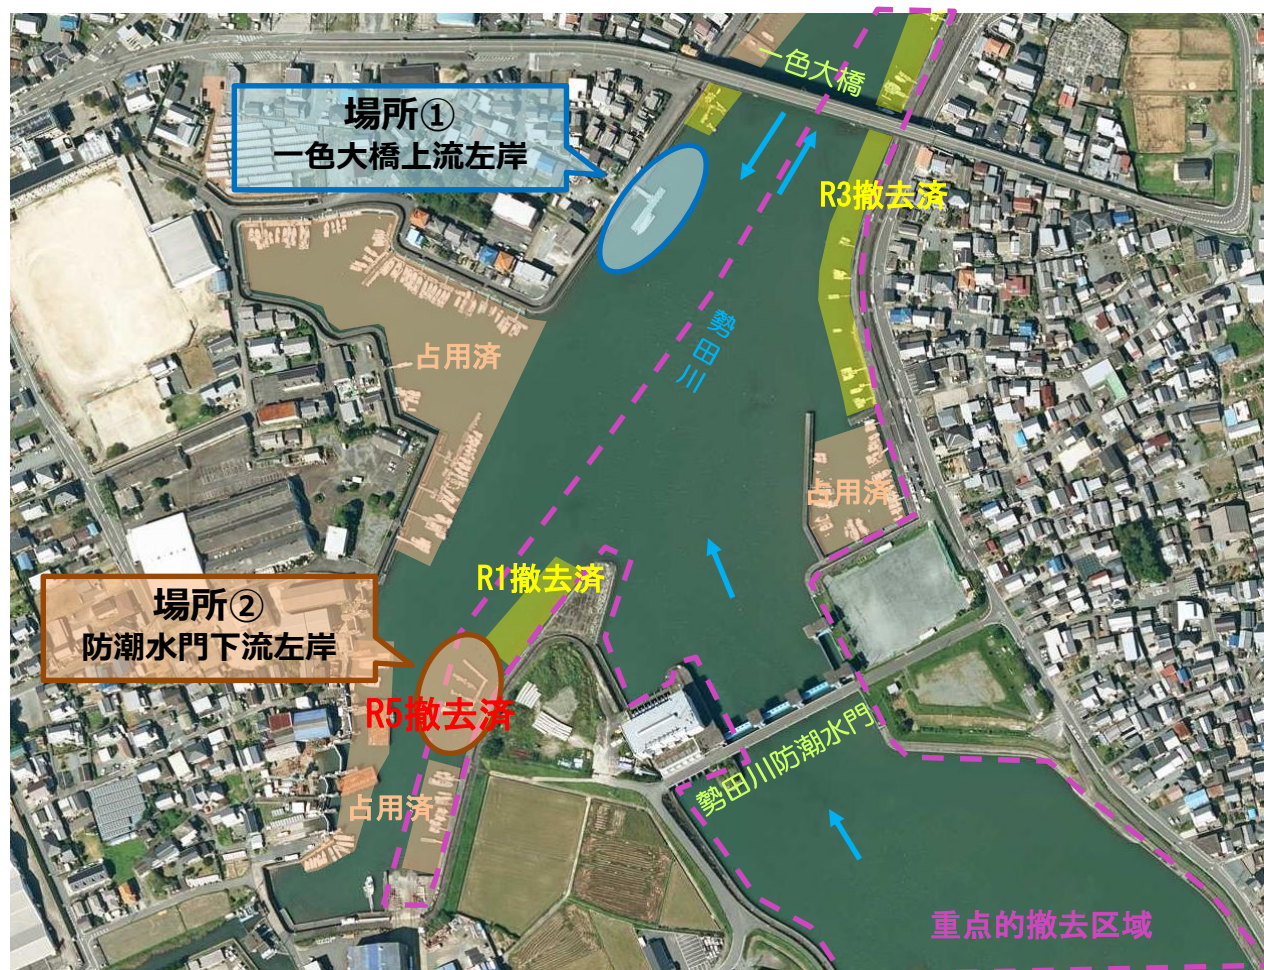 一色大橋
場所①
一色大橋上流左岸
R3撤去済
勢田川
占用済
占用済
R1撤去済
場所②
防潮水門下流左岸
R5撤去済
勢田川防潮水門
占用済
重点的撤去区域